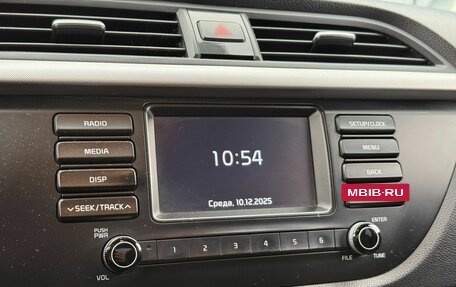 RADIO
MEDIA
DISP
SEEK/TRACK
PUSH
PWR
VOL
10:54
Среда, 10.12.2025
1 2 3 4 5 6
SETUP/CLOCK
MENU
BACK
MBIB-RU
ENTER
FILE
TUNE